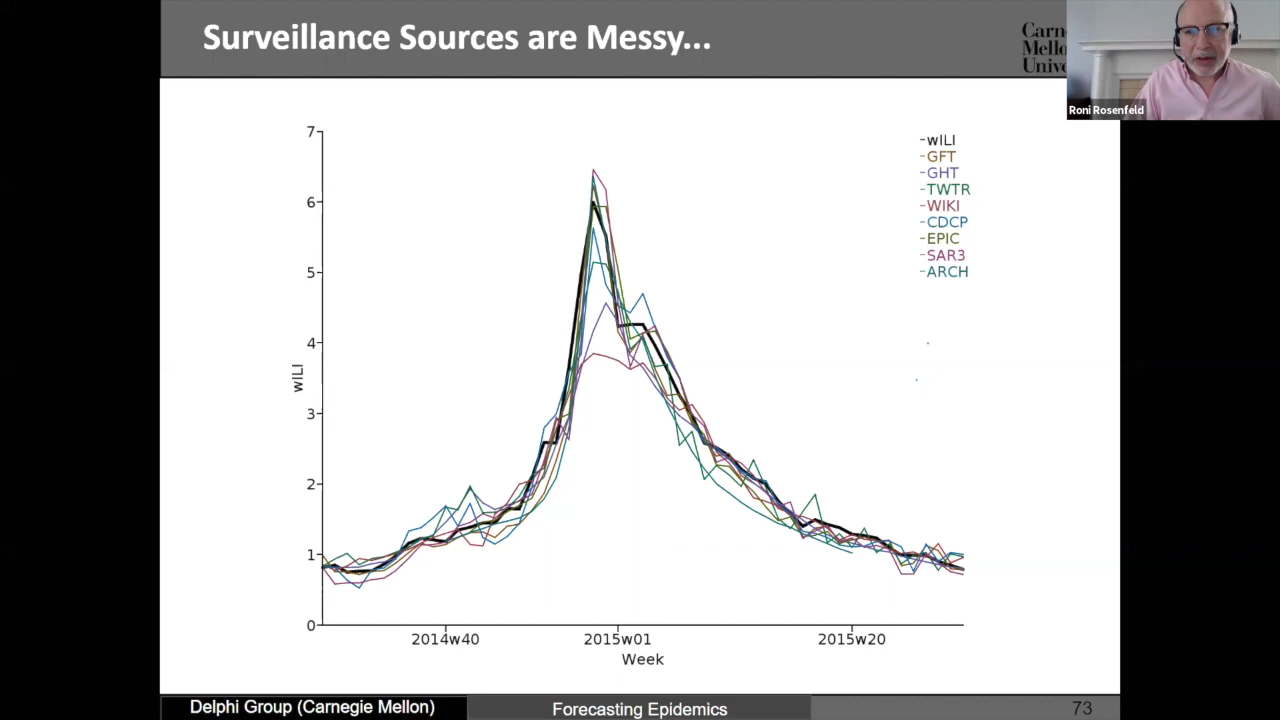 Surveillance Sources are Messy...
Carn
Mello
Unive
Roni Rosenfeld
7
6
5
4
3
2
1
0
wILI
wILI
GFT
GHT
TWTR
WIKI
CDCP
EPIC
SAR3
ARCH
2014w40
2015w01
2015w20
Week
Delphi Group (Carnegie Mellon)
Forecasting Epidemics
73